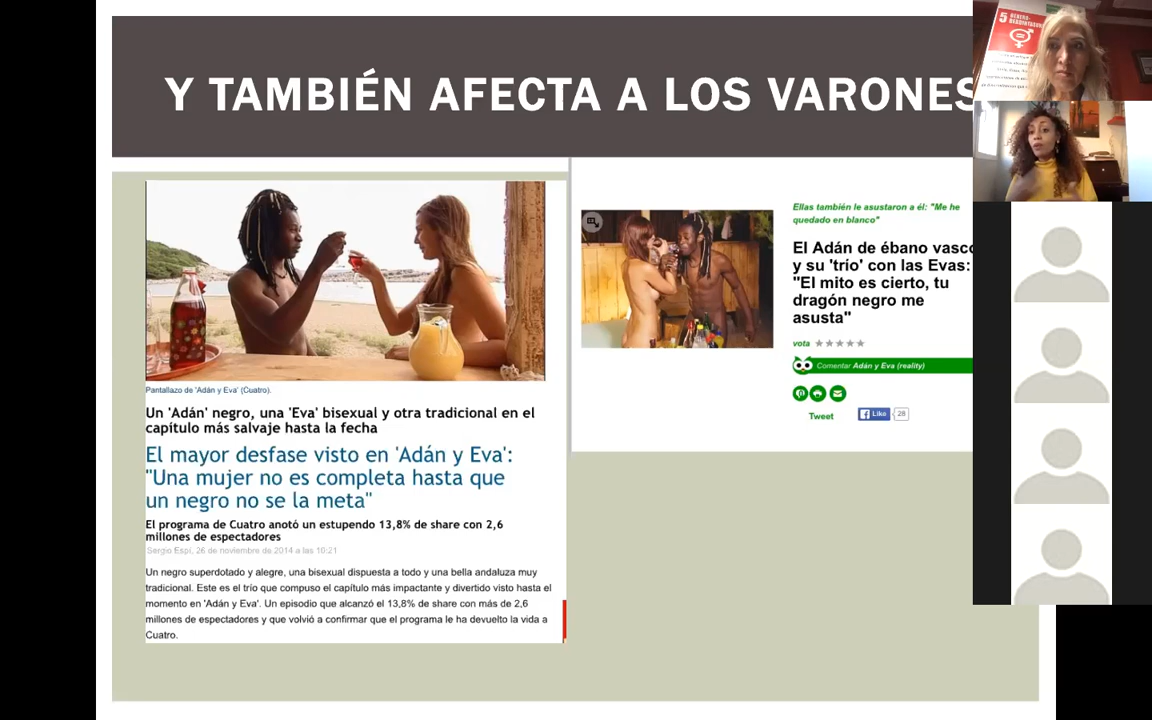 Y TAMBIÉN AFECTA A LOS VARONES
Pantallazo de 'Adán y Eva' (Cuatro).
Un 'Adán' negro, una 'Eva' bisexual y otra tradicional en el
capítulo más salvaje hasta la fecha
El mayor desfase visto en 'Adán y Eva':
"Una mujer no es completa hasta que
un negro no se la meta"
El programa de Cuatro anotó un estupendo 13,8% de share con 2,6
millones de espectadores
Sergio Espí, 26 de noviembre de 2014 a las 10:21
Un negro superdotado y alegre, una bisexual dispuesta a todo y una bella andaluza muy
tradicional. Este es el trío que compuso el capítulo más impactante y divertido visto hasta el
momento en 'Adán y Eva'. Un episodio que alcanzó el 13,8% de share con más de 2,6
millones de espectadores y que volvió a confirmar que el programa le ha devuelto la vida a
Cuatro.
Ellas también le asustaron a él: "Me he
quedado en blanco"
El Adán de ébano vasco
y su 'trío' con las Evas:
"El mito es cierto, tu
dragón negro me
asusta"
vota
Comentar Adán y Eva (reality)
Tweet
Like 28
5